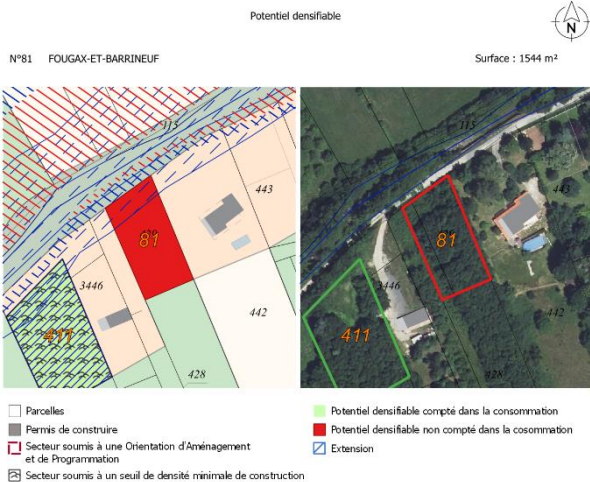 Potentiel densifiable
N
N°81 FOUGAX-ET-BARRINEUF
Surface : 1544 m²
115
443
81
3446
411
442
428
115
443
81
3446
411
442
428
Parcelles
Permis de construire
Secteur soumis à une Orientation d'Aménagement
et de Programmation
Secteur soumis à un seuil de densité minimale de construction
Potentiel densifiable compté dans la consommation
Potentiel densifiable non compté dans la cosommation
Extension